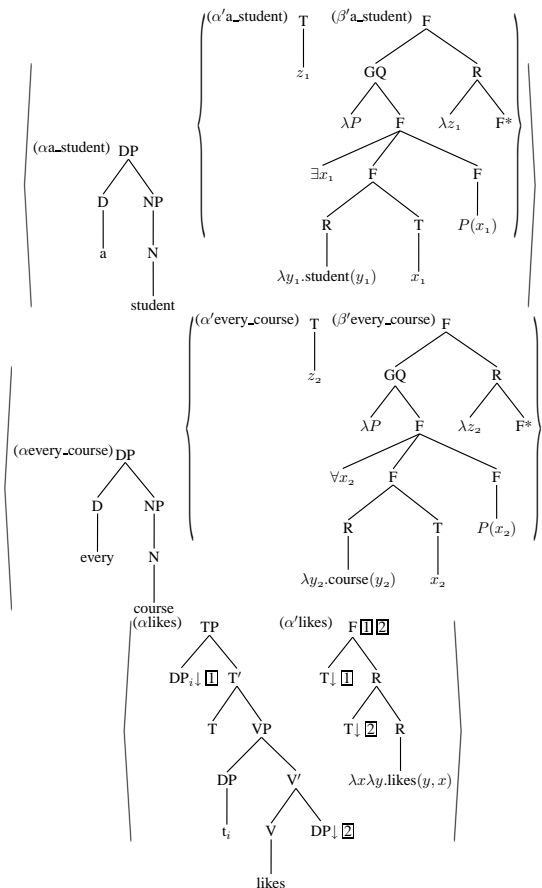 (α′a_student) T (β′a_student) F
z₁ GQ R
λP F λz₁ F*
(αa_student) DP ∃x₁ F F
D NP R T P(x₁)
a N λy₁.student(y₁) x₁
student
(α′every_course) T (β′every_course) F
z₂ GQ R
λP F λz₂ F*
(αevery_course) DP ∀x₂ F F
D NP R T P(x₂)
every N λy₂.course(y₂) x₂
course
(αlikes) TP (α′likes) F 1 2
DPᵢ↓ 1 T′ T↓ 1 R
T VP T↓ 2 R
DP V′ λxλy.likes(y, x)
tᵢ V DP↓ 2
likes